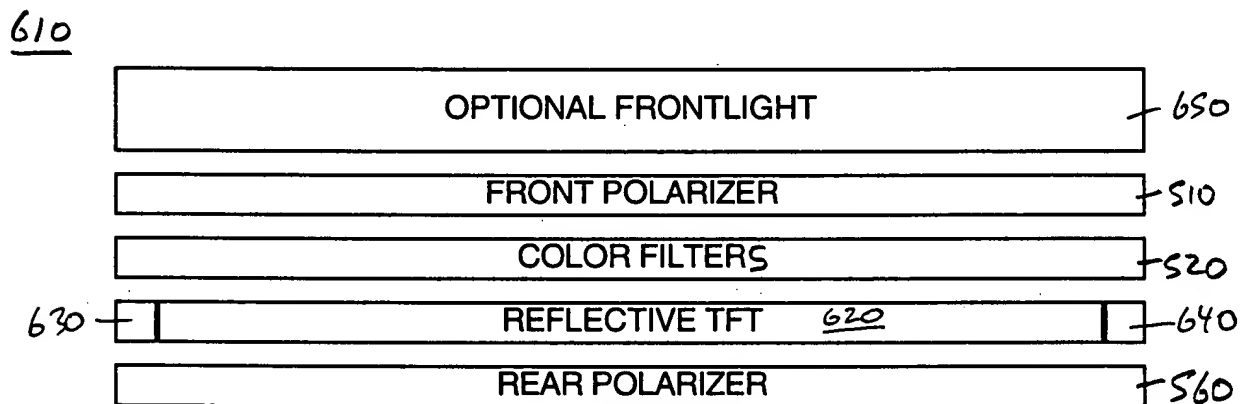 610
OPTIONAL FRONTLIGHT 650
FRONT POLARIZER 510
COLOR FILTERS 520
630 REFLECTIVE TFT 620 640
REAR POLARIZER 560